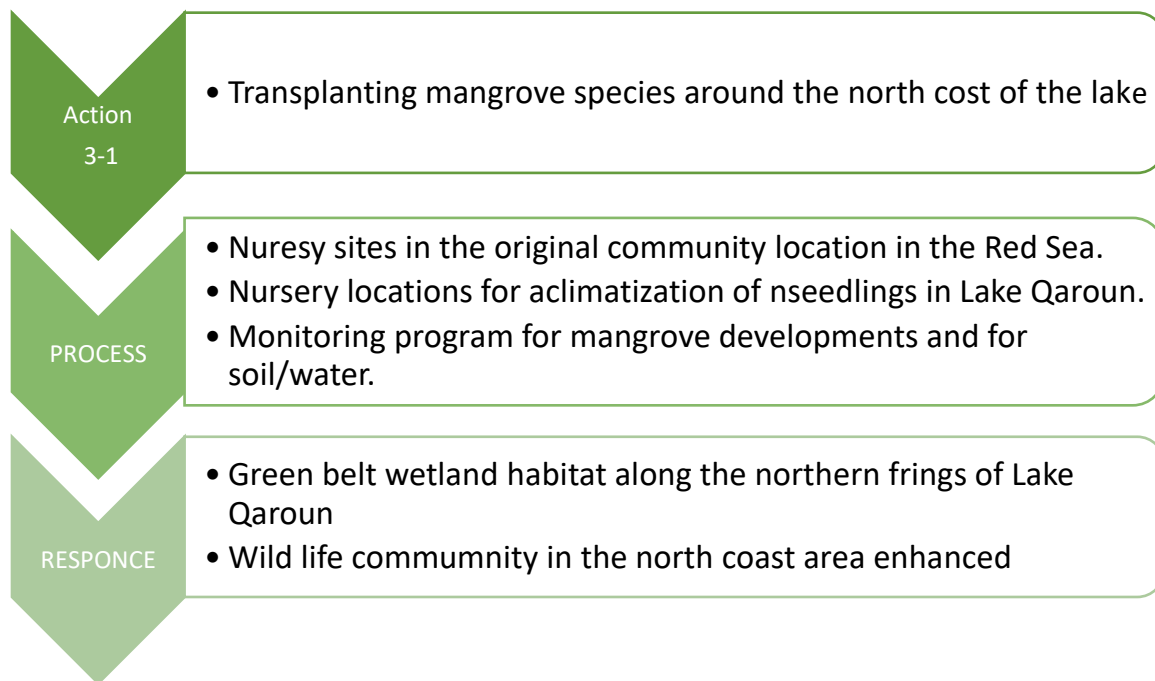 Action
3-1
• Transplanting mangrove species around the north cost of the lake
PROCESS
• Nuresy sites in the original community location in the Red Sea.
• Nursery locations for aclimatization of nseedlings in Lake Qaroun.
• Monitoring program for mangrove developments and for
soil/water.
RESPONCE
• Green belt wetland habitat along the northern frings of Lake
Qaroun
• Wild life commumnity in the north coast area enhanced